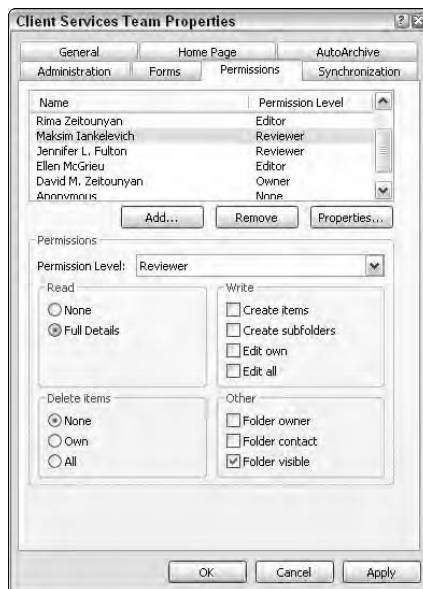 Client Services Team Properties
General Home Page AutoArchive
Administration Forms Permissions Synchronization
Name Permission Level
Rima Zeitounyan Editor
Maksim Iankelevich Reviewer
Jennifer L. Fulton Reviewer
Ellen McGrieu Editor
David M. Zeitounyan Owner
Anonymous None
Add... Remove Properties...
Permissions
Permission Level: Reviewer
Read Write
None Create items
Full Details Create subfolders
Edit own
Edit all
Delete items Other
None Folder owner
Own Folder contact
All Folder visible
OK Cancel Apply